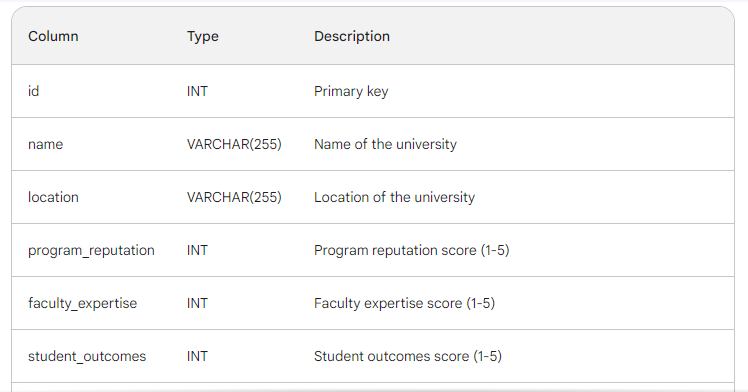 Column Type Description
id INT Primary key
name VARCHAR(255) Name of the university
location VARCHAR(255) Location of the university
program_reputation INT Program reputation score (1-5)
faculty_expertise INT Faculty expertise score (1-5)
student_outcomes INT Student outcomes score (1-5)